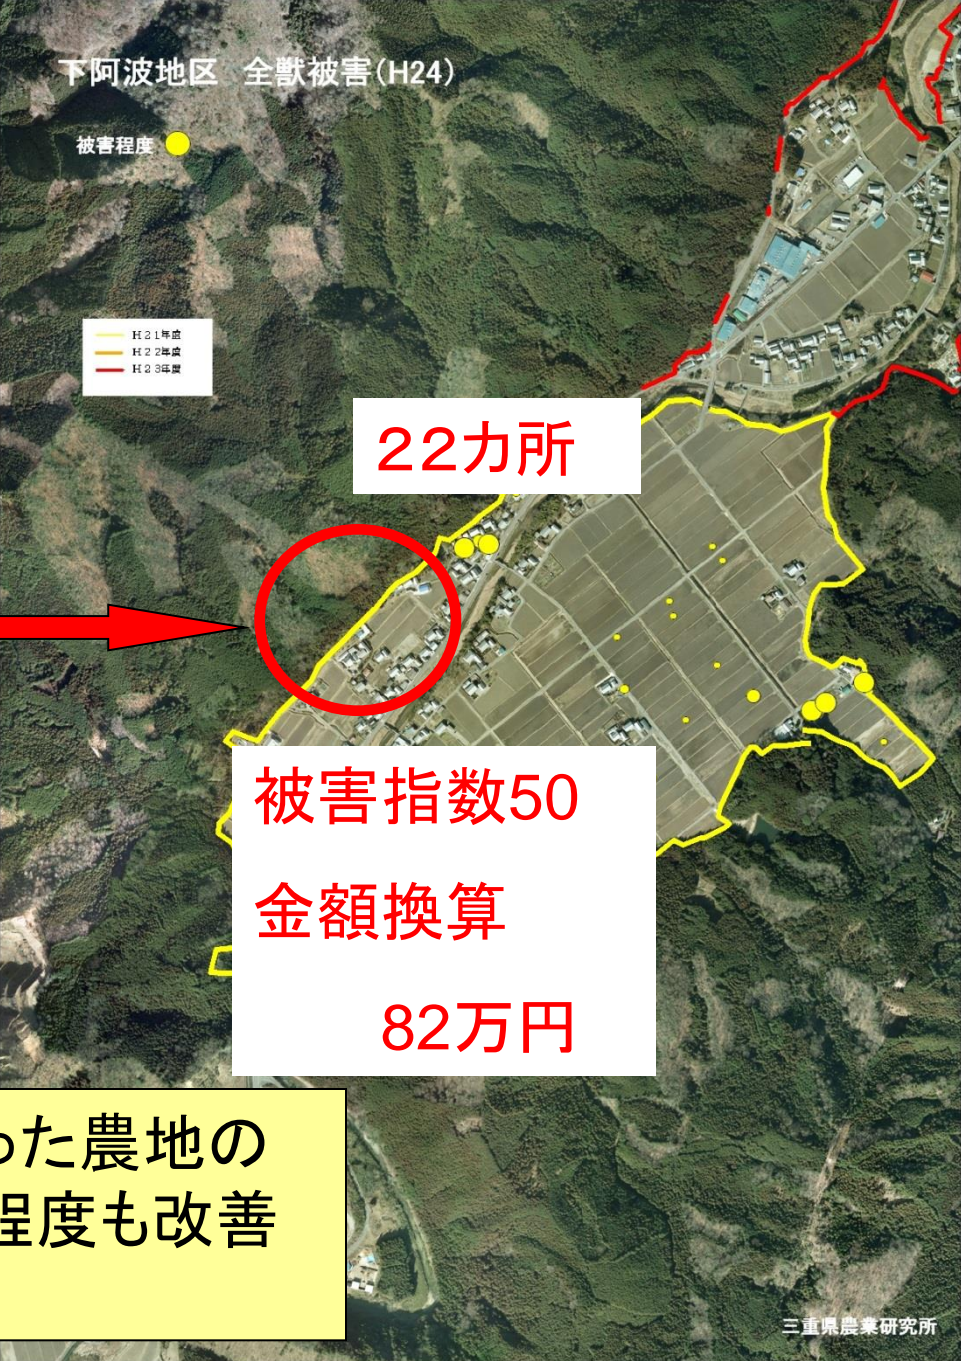 下阿波地区 全獣被害(H24)
被害程度
H21年度
H22年度
H23年度
22カ所
被害指数50
金額換算
82万円
った農地の
程度も改善
三重県農業研究所